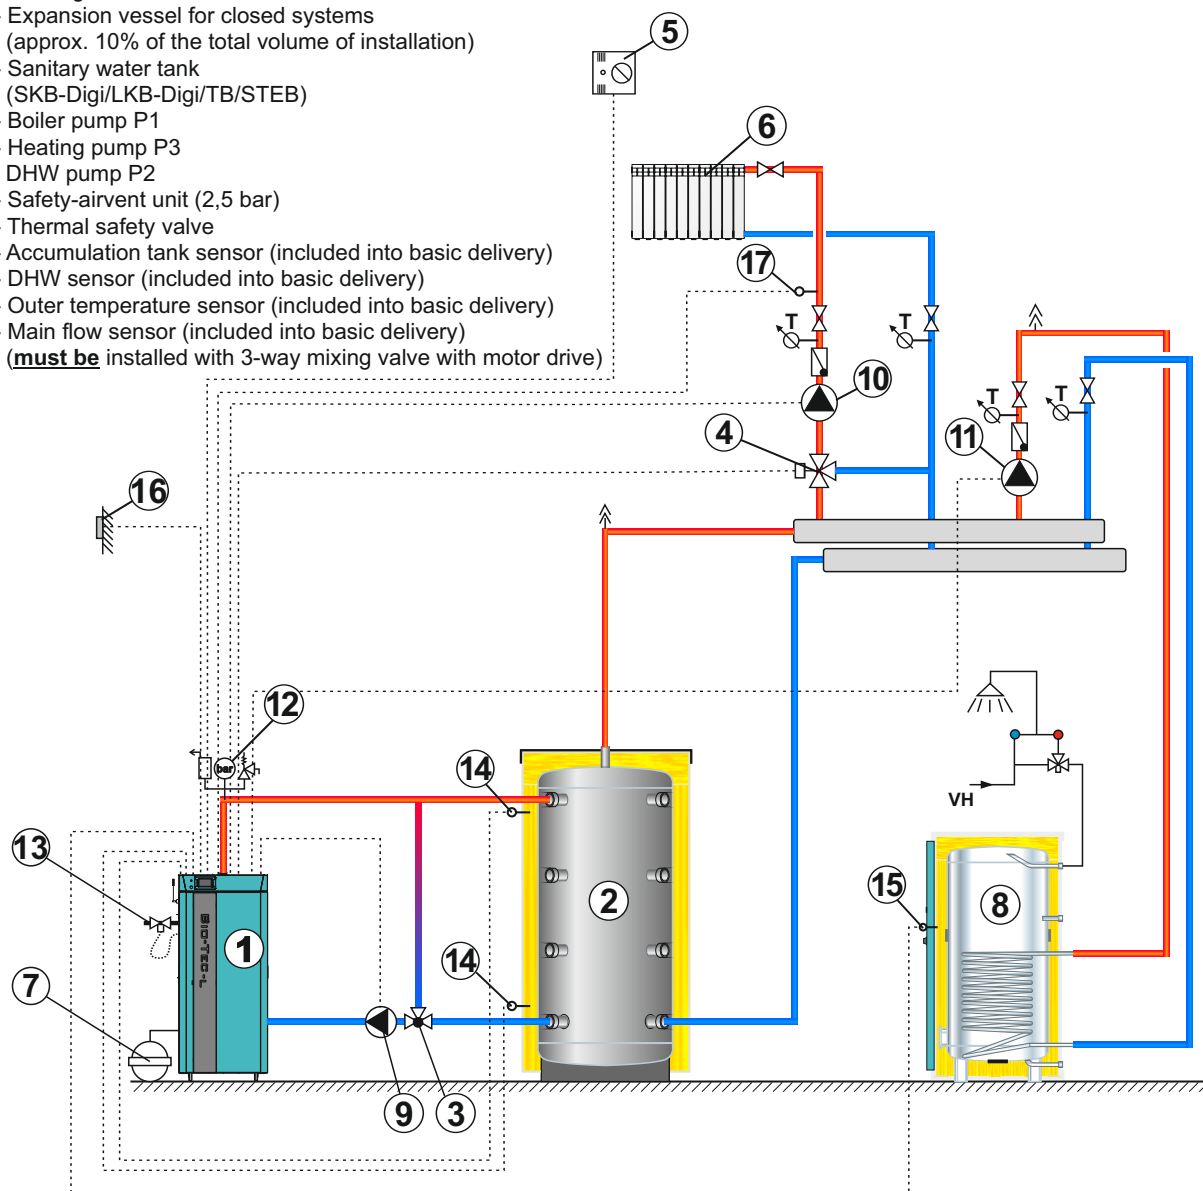 - Expansion vessel for closed systems
(approx. 10% of the total volume of installation)
- Sanitary water tank
(SKB-Digi/LKB-Digi/TB/STEB)
- Boiler pump P1
- Heating pump P3
DHW pump P2
- Safety-airvent unit (2,5 bar)
- Thermal safety valve
- Accumulation tank sensor (included into basic delivery)
- DHW sensor (included into basic delivery)
- Outer temperature sensor (included into basic delivery)
- Main flow sensor (included into basic delivery)
(must be installed with 3-way mixing valve with motor drive)
5
6
17
T
T
10
T
T
4
11
16
12
bar
14
VH
13
15
2
8
1
BIO-TEC-L
14
7
9
3